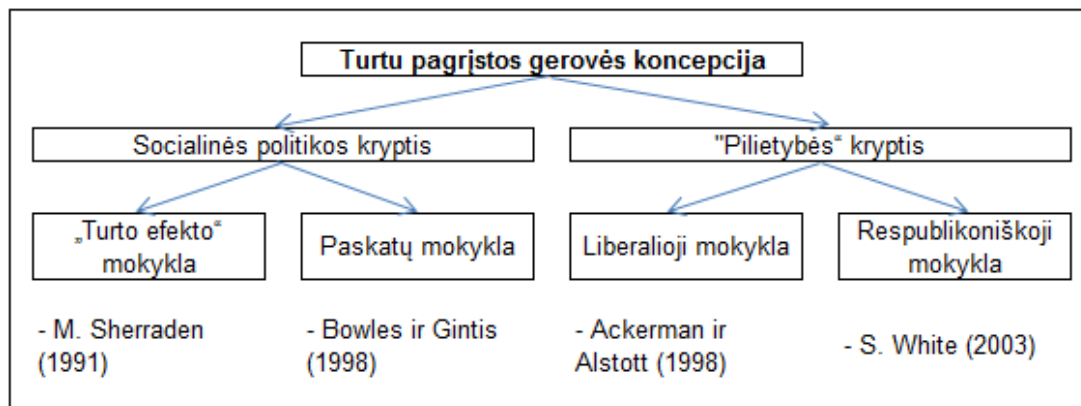 Turtu pagrįstos gerovės koncepcija
Socialinės politikos kryptis
"Pilietybės“ kryptis
„Turto efekto“
mokykla
Paskatų mokykla
Liberalioji mokykla
Respublikoniškoji
mokykla
- M. Sherraden
(1991)
- Bowles ir Gintis
(1998)
- Ackerman ir
Alstott (1998)
- S. White (2003)